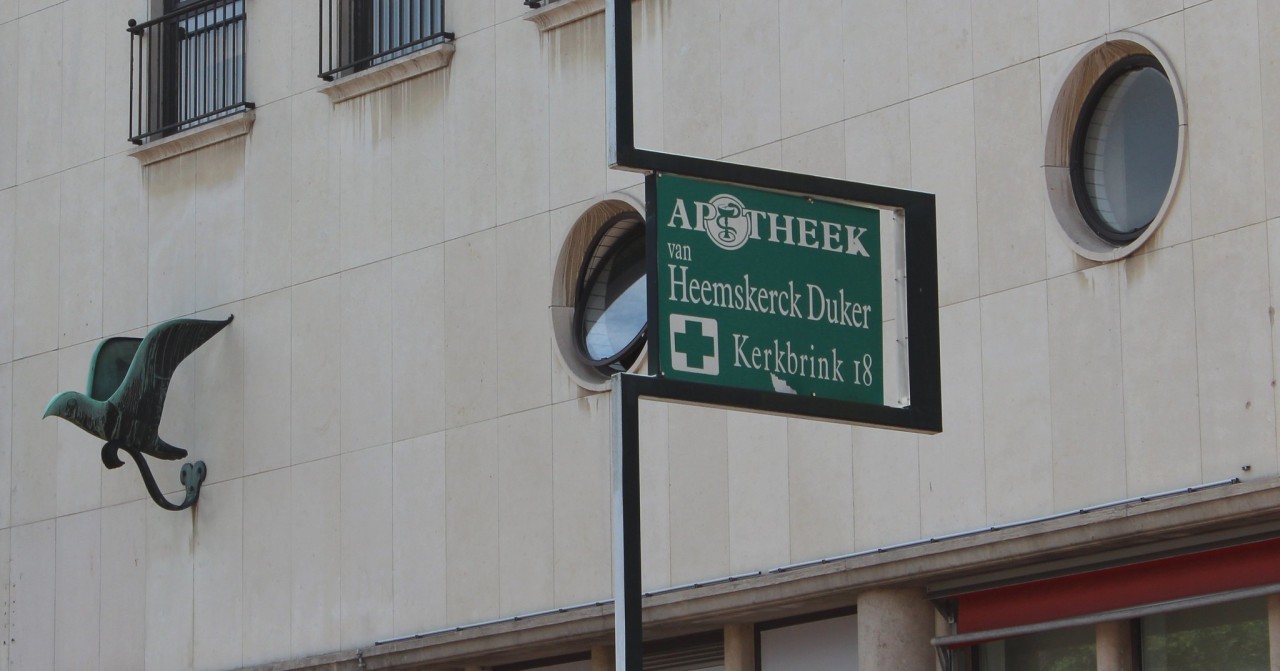 APOTHEEK
van
Heemskerck Duker
Kerkbrink 18